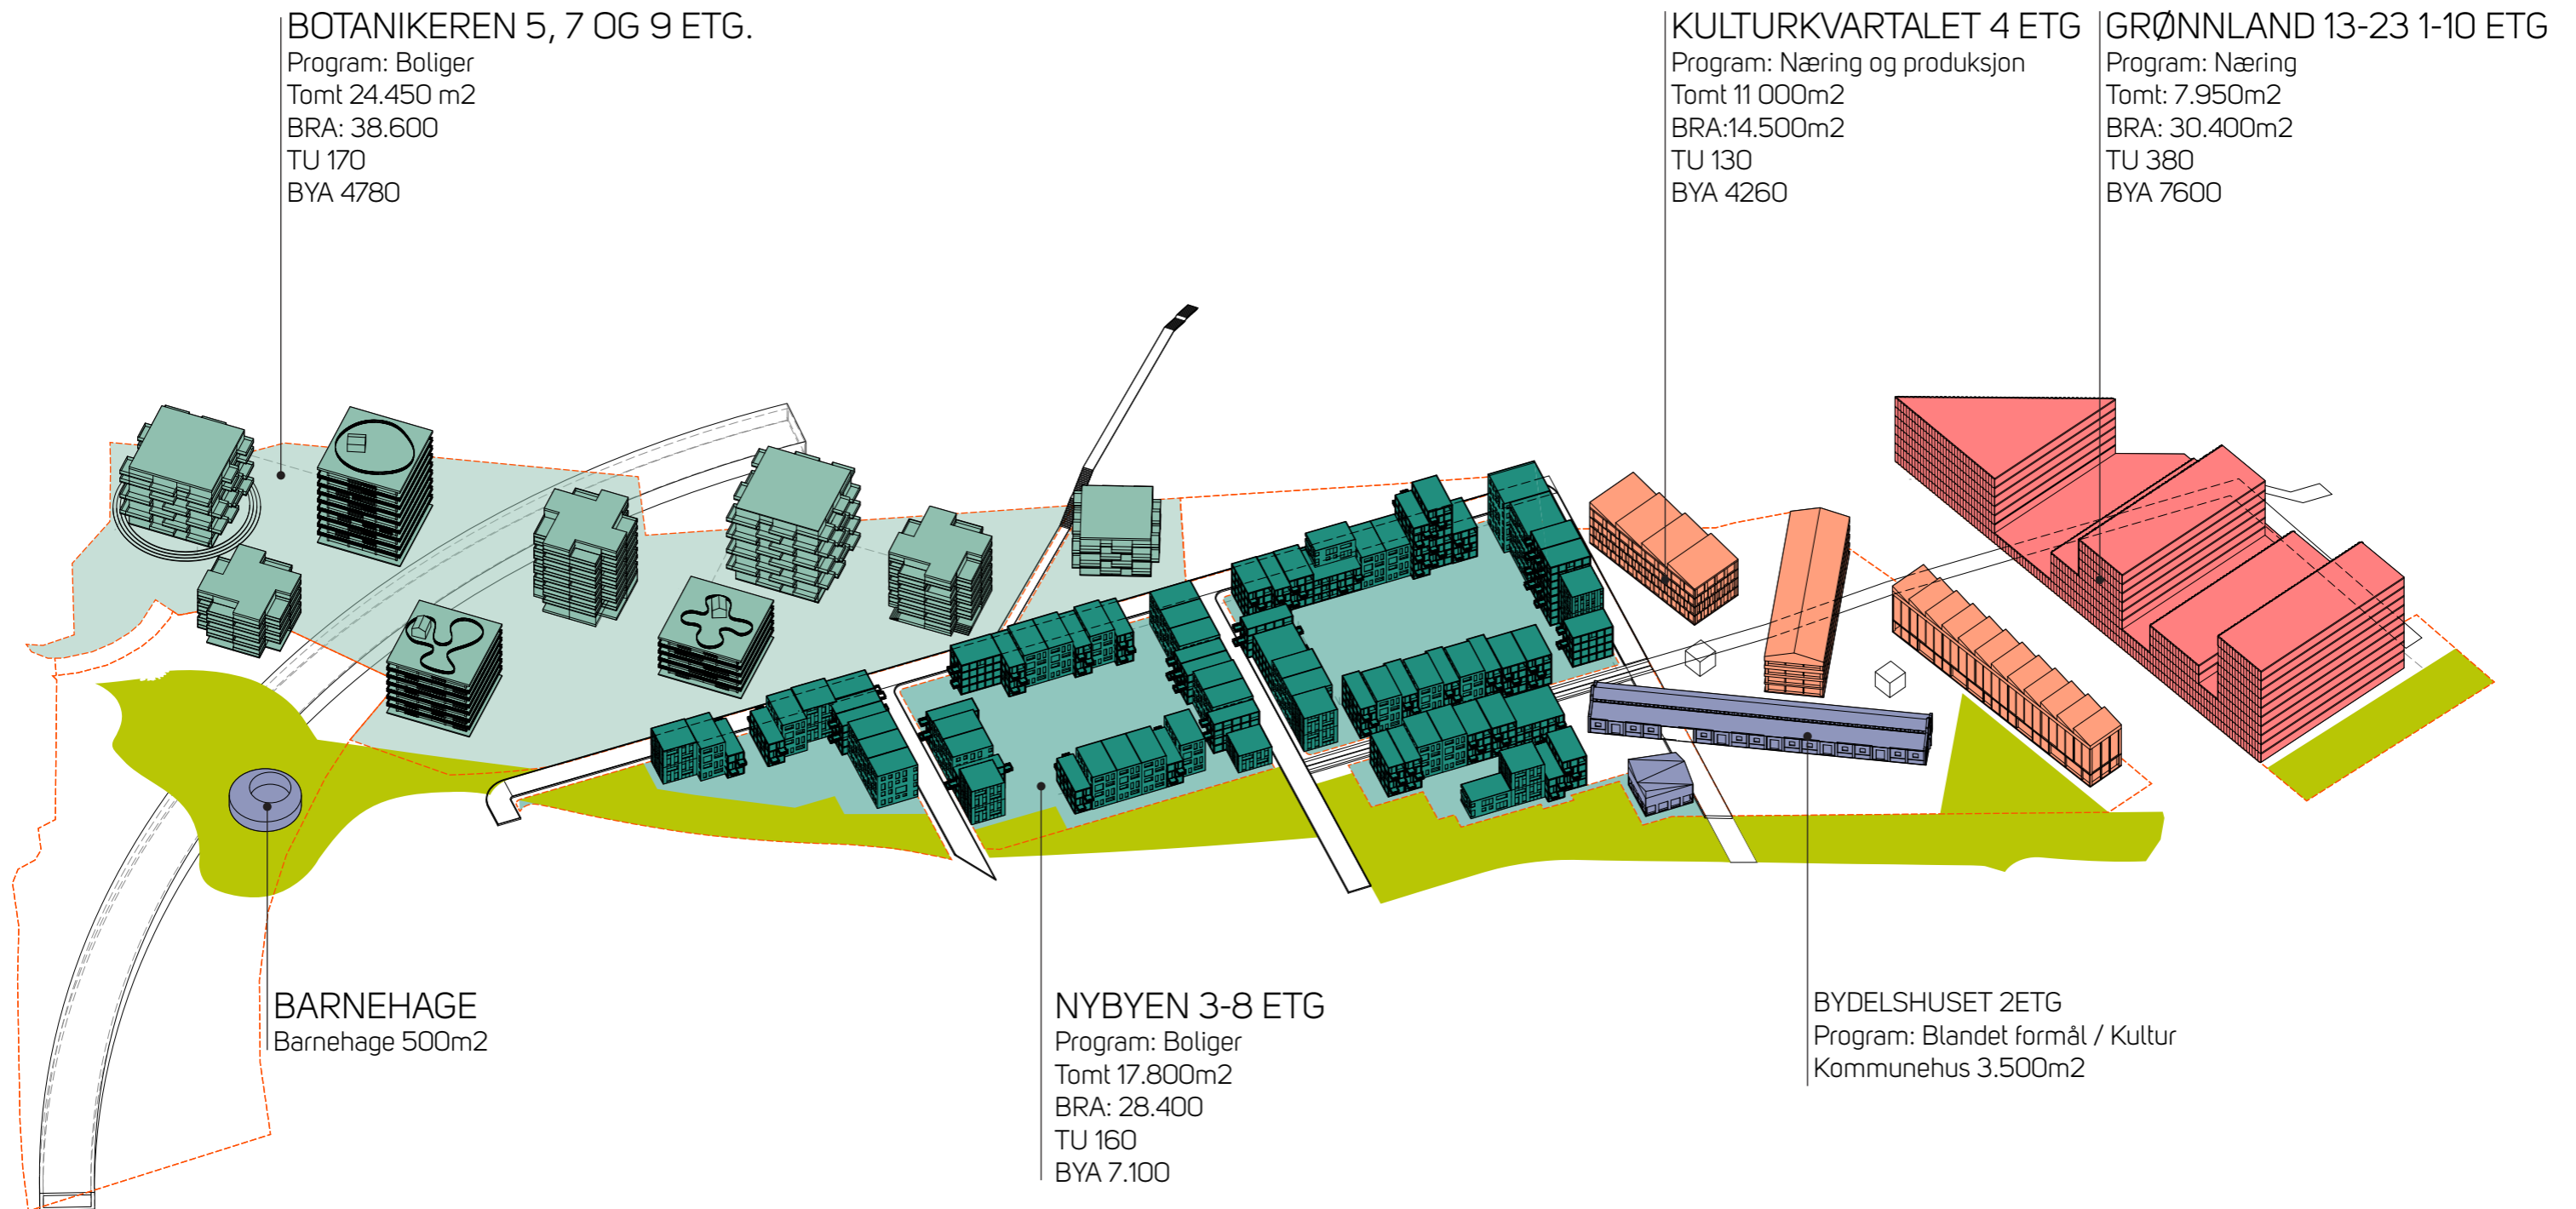 BOTANIKEREN 5, 7 OG 9 ETG.
Program: Boliger
Tomt 24.450 m2
BRA: 38.600
TU 170
BYA 4780
KULTURKVARTALET 4 ETG
Program: Næring og produksjon
Tomt 11 000m2
BRA:14.500m2
TU 130
BYA 4260
GRØNNLAND 13-23 1-10 ETG
Program: Næring
Tomt: 7.950m2
BRA: 30.400m2
TU 380
BYA 7600
BARNEHAGE
Barnehage 500m2
NYBYEN 3-8 ETG
Program: Boliger
Tomt 17.800m2
BRA: 28.400
TU 160
BYA 7.100
BYDELSHUSET 2ETG
Program: Blandet formål / Kultur
Kommunehus 3.500m2